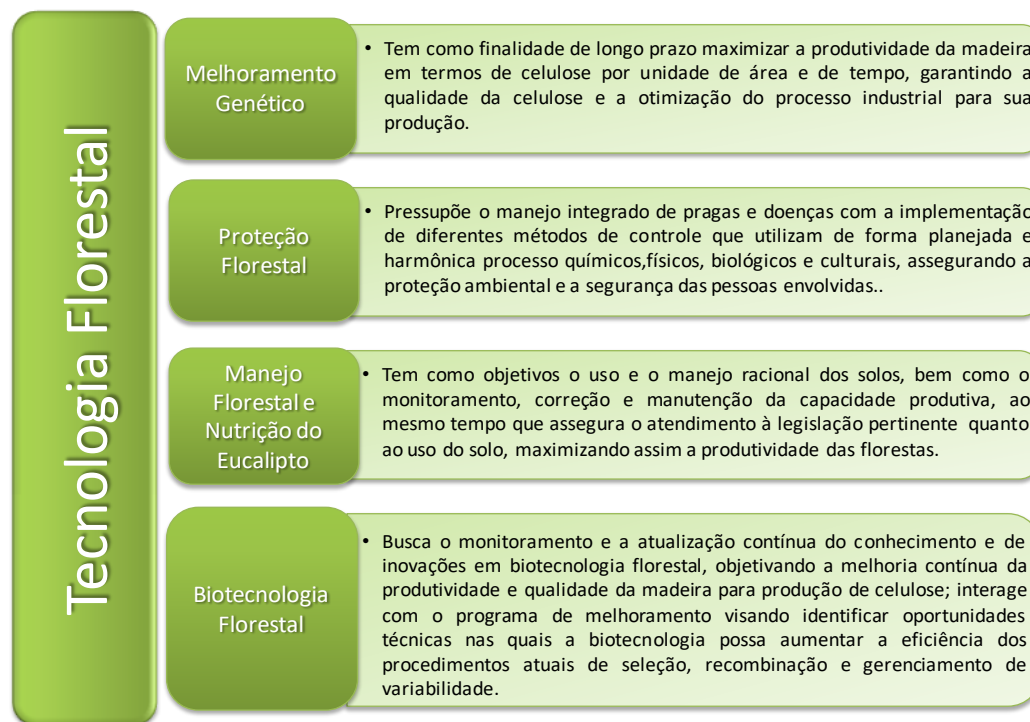 Tecnologia Florestal
Melhoramento
Genético
• Tem como finalidade de longo prazo maximizar a produtividade da madeira
em termos de celulose por unidade de área e de tempo, garantindo a
qualidade da celulose e a otimização do processo industrial para sua
produção.
Proteção
Florestal
• Pressupõe o manejo integrado de pragas e doenças com a implementação
de diferentes métodos de controle que utilizam de forma planejada e
harmônica processo químicos,físicos, biológicos e culturais, assegurando a
proteção ambiental e a segurança das pessoas envolvidas..
Manejo
Florestal e
Nutrição do
Eucalipto
• Tem como objetivos o uso e o manejo racional dos solos, bem como o
monitoramento, correção e manutenção da capacidade produtiva, ao
mesmo tempo que assegura o atendimento à legislação pertinente quanto
ao uso do solo, maximizando assim a produtividade das florestas.
Biotecnologia
Florestal
• Busca o monitoramento e a atualização contínua do conhecimento e de
inovações em biotecnologia florestal, objetivando a melhoria contínua da
produtividade e qualidade da madeira para produção de celulose; interage
com o programa de melhoramento visando identificar oportunidades
técnicas nas quais a biotecnologia possa aumentar a eficiência dos
procedimentos atuais de seleção, recombinação e gerenciamento de
variabilidade.